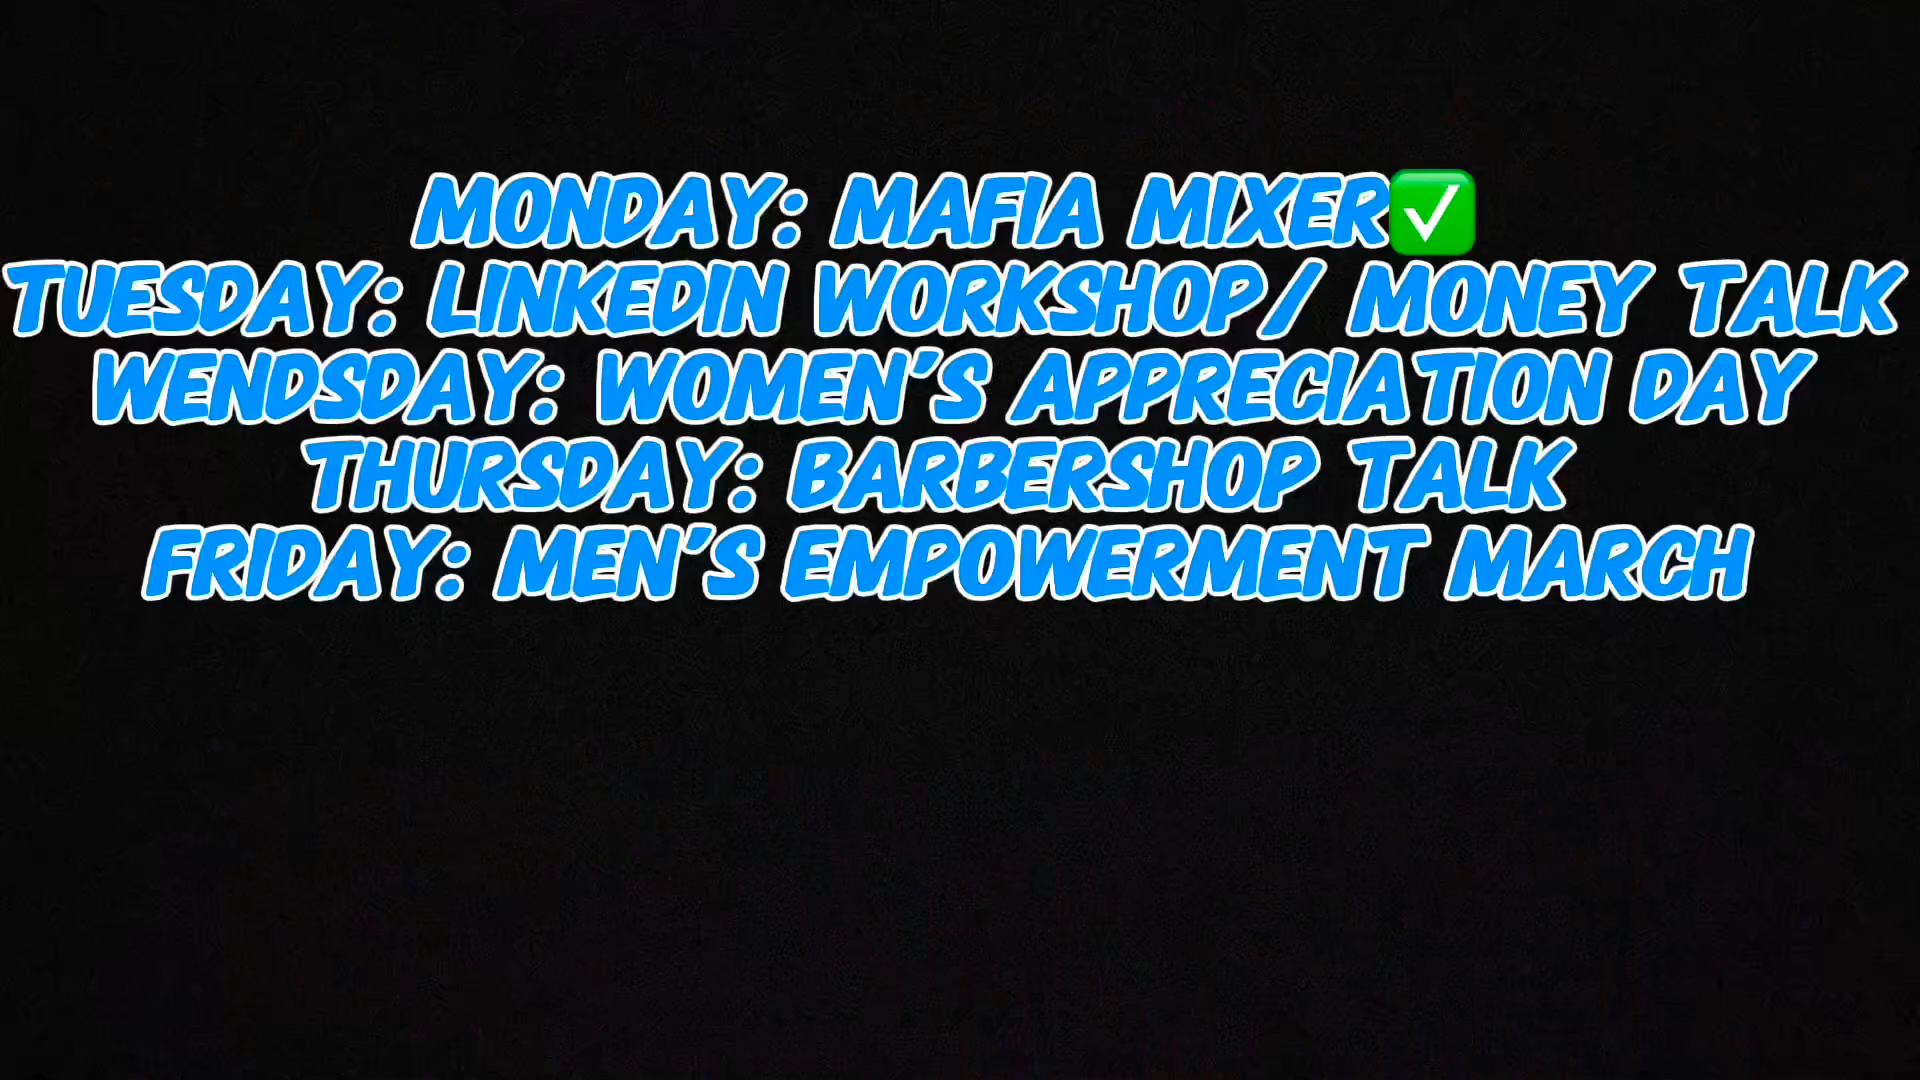 MONDAY: MAFIA MIXER✅
TUESDAY: LINKEDIN WORKSHOP/ MONEY TALK
WENDSDAY: WOMEN'S APPRECIATION DAY
THURSDAY: BARBERSHOP TALK
FRIDAY: MEN'S EMPOWERMENT MARCH